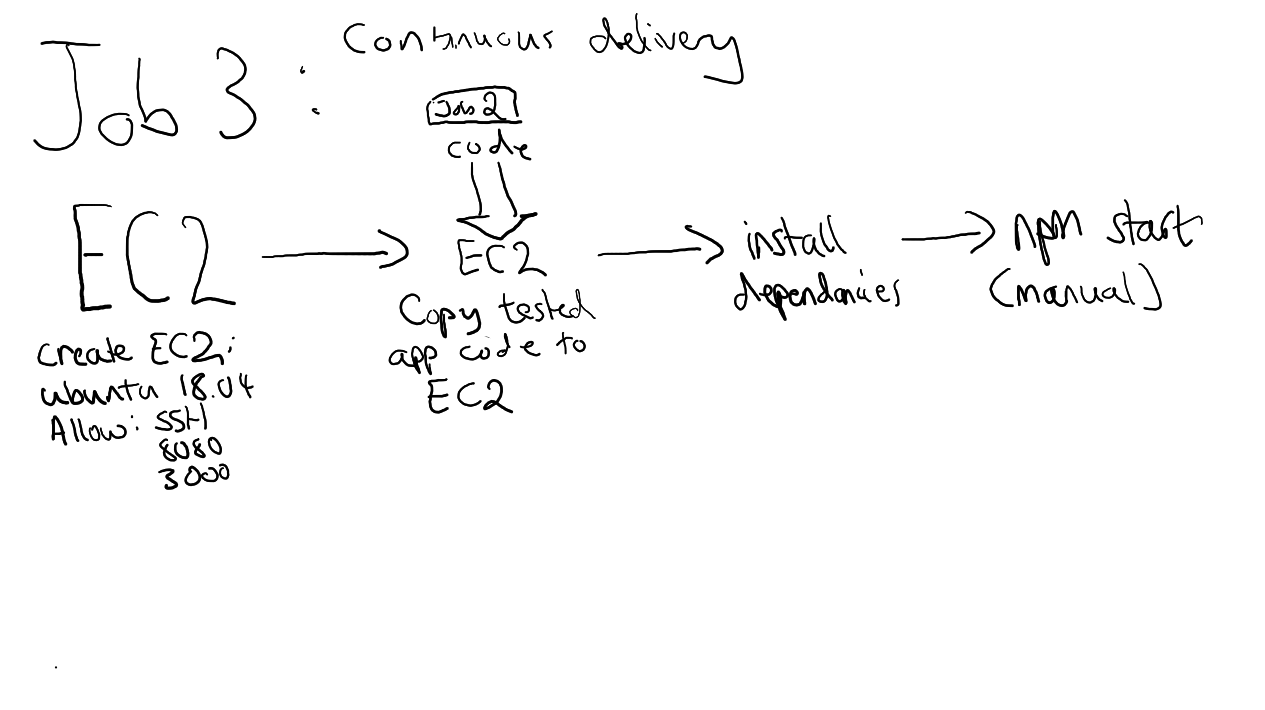 Job 3 : Continuous delivery
Job 2
code
EC2
EC2
install
dependancies
npm start
(manual)
Copy tested
app code to
EC2
create EC2:
ubuntu 18.04
Allow: SSH
8080
3000